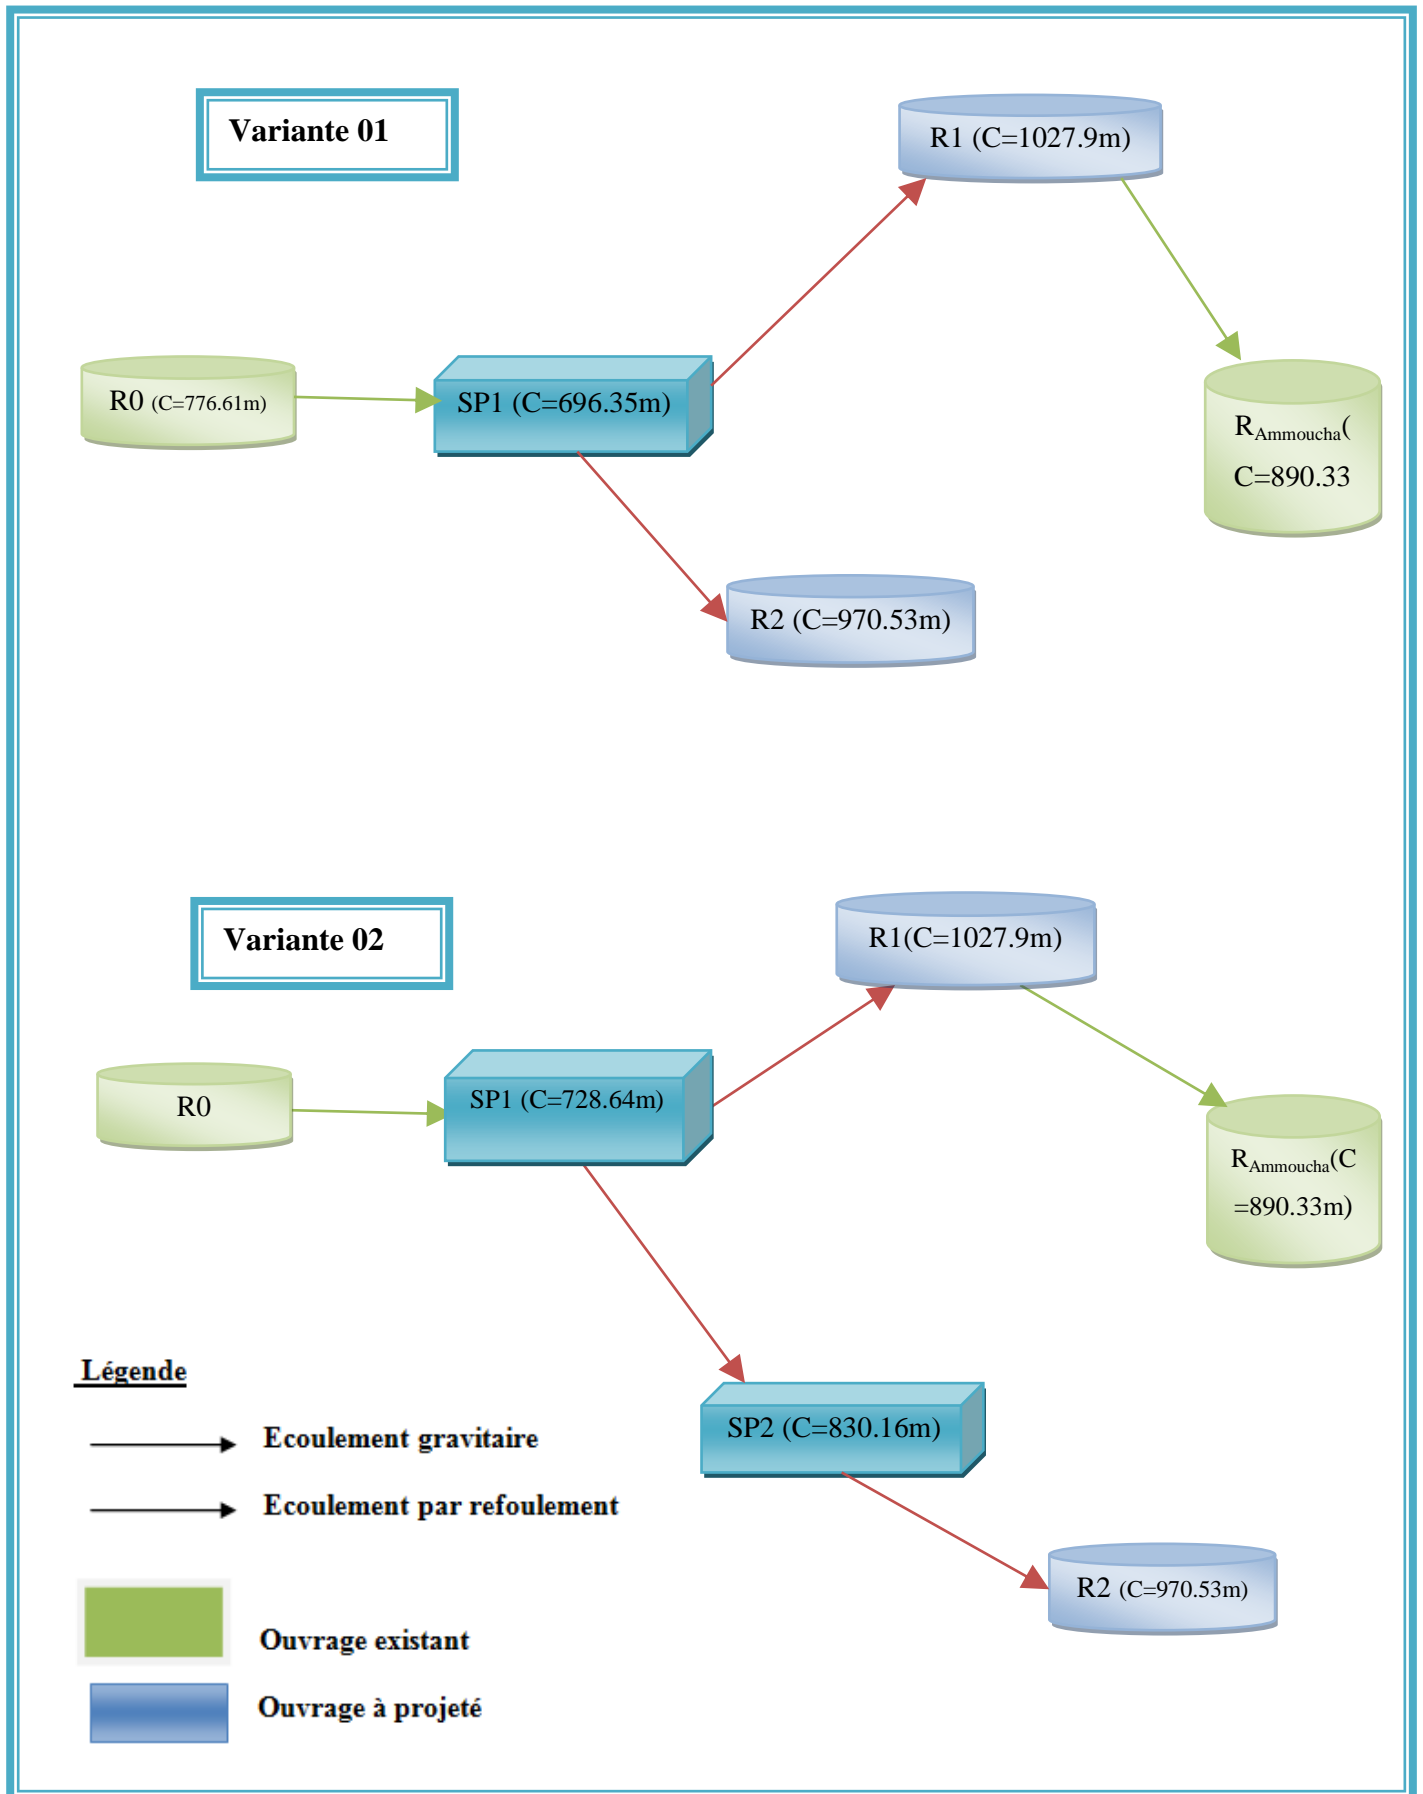 Variante 01
R1 (C=1027.9m)
R0 (C=776.61m)
SP1 (C=696.35m)
RAmmoucha(
C=890.33
R2 (C=970.53m)
Variante 02
R1(C=1027.9m)
R0
SP1 (C=728.64m)
RAmmoucha(C
=890.33m)
Légende
SP2 (C=830.16m)
Ecoulement gravitaire
Ecoulement par refoulement
R2 (C=970.53m)
Ouvrage existant
Ouvrage à projeté